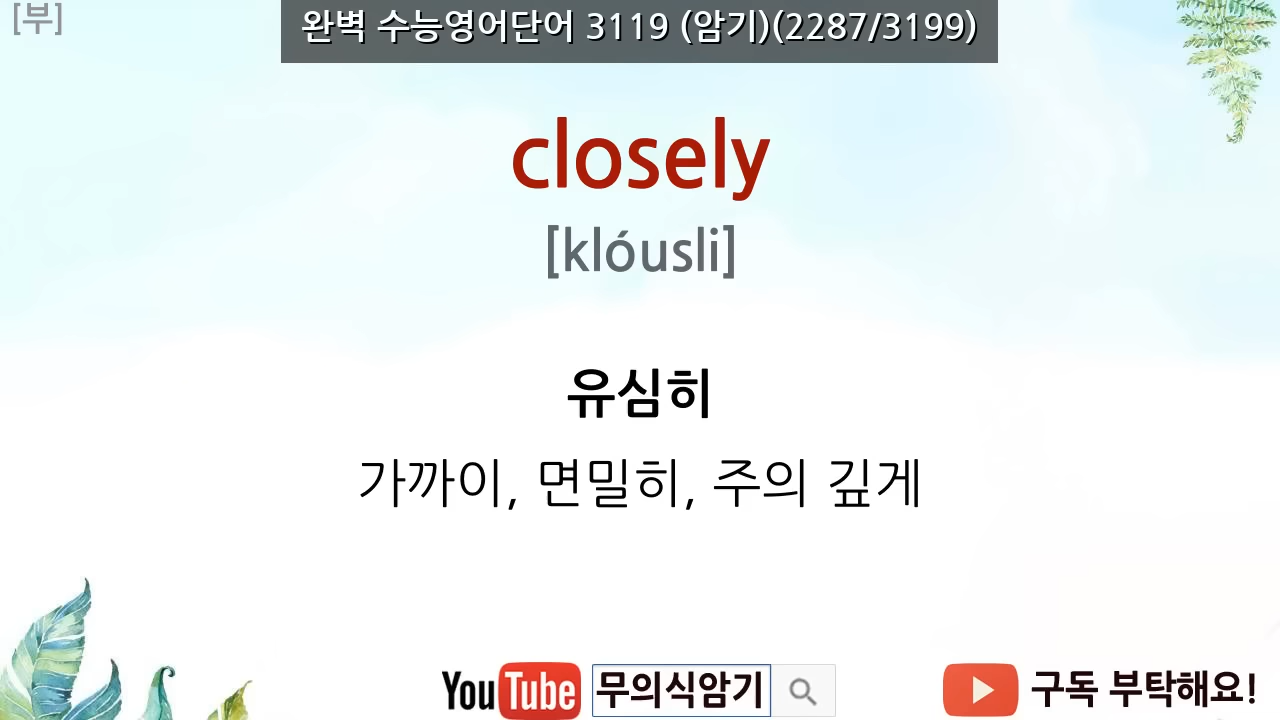 [부]
완벽 수능영어단어 3119 (암기)(2287/3199)
closely
[klóusli]
유심히
가까이, 면밀히, 주의 깊게
YouTube 무의식암기
구독 부탁해요!